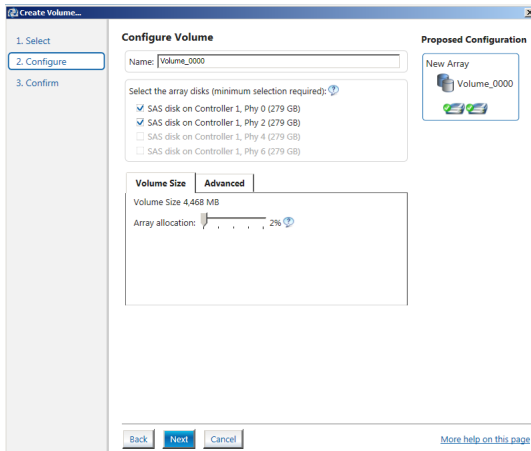 Create Volume...
1. Select
2. Configure
3. Confirm
Configure Volume
Name: Volume_0000
Select the array disks (minimum selection required):
SAS disk on Controller 1, Phy 0 (279 GB)
SAS disk on Controller 1, Phy 2 (279 GB)
SAS disk on Controller 1, Phy 4 (279 GB)
SAS disk on Controller 1, Phy 6 (279 GB)
Volume Size Advanced
Volume Size 4,468 MB
Array allocation: 2%
Proposed Configuration
New Array
Volume_0000
Back Next Cancel
More help on this page